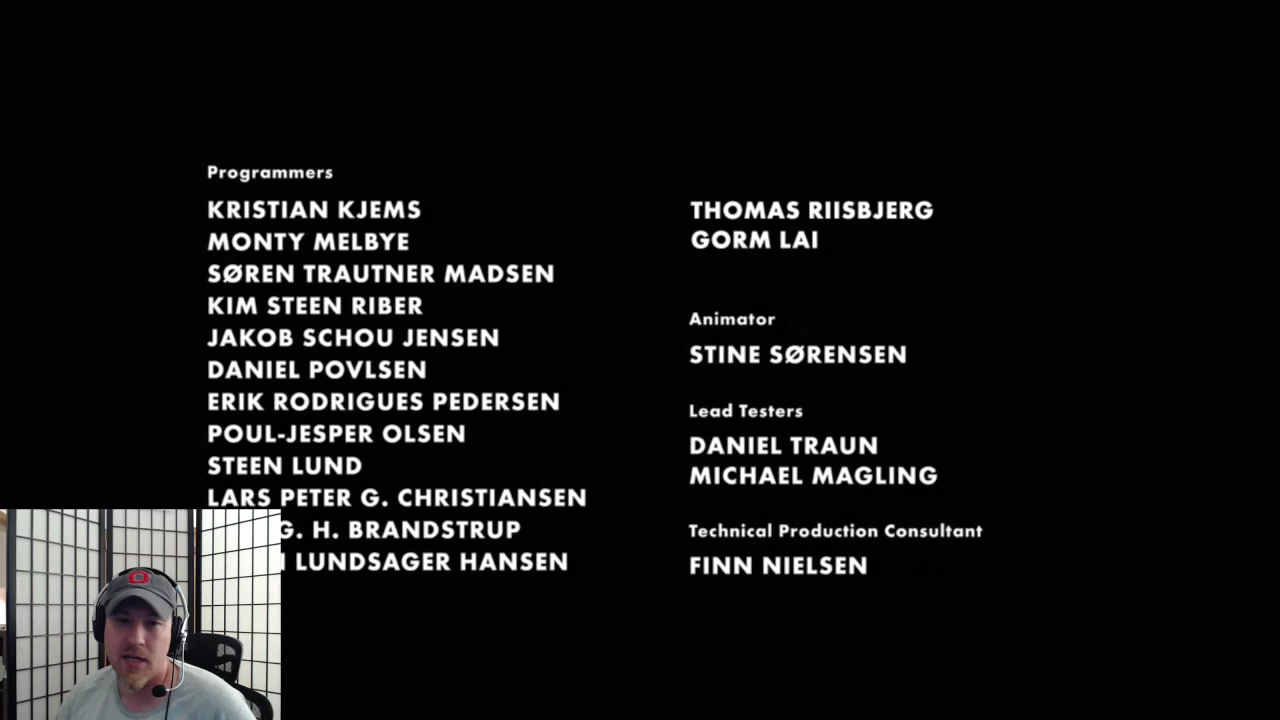 Programmers
KRISTIAN KJEMS
MONTY MELBYE
SØREN TRAUTNER MADSEN
KIM STEEN RIBER
JAKOB SCHOU JENSEN
DANIEL POVLSEN
ERIK RODRIGUES PEDERSEN
POUL-JESPER OLSEN
STEEN LUND
LARS PETER G. CHRISTIANSEN
G. H. BRANDSTRUP
LUNDSAGER HANSEN
THOMAS RIISBJERG
GORM LAI
Animator
STINE SØRENSEN
Lead Testers
DANIEL TRAUN
MICHAEL MAGLING
Technical Production Consultant
FINN NIELSEN
O